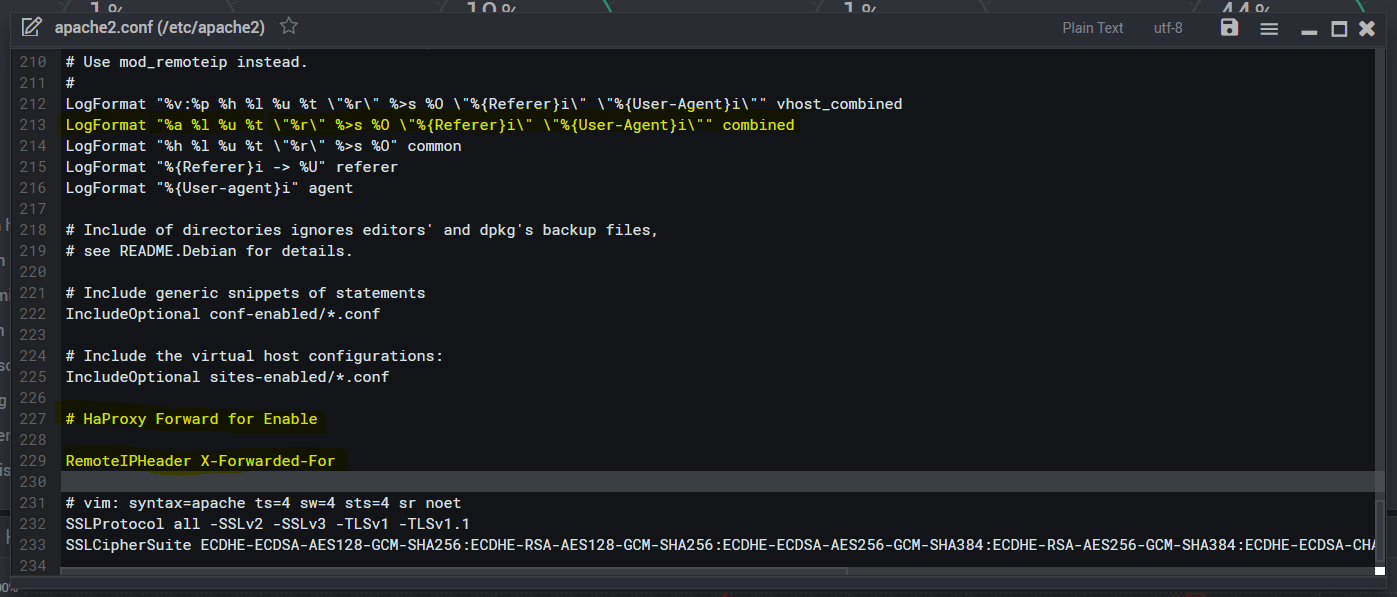 apache2.conf (/etc/apache2) Plain Text utf-8
210 # Use mod_remoteip instead.
211 #
212 LogFormat "%v:%p %h %l %u %t \"%r\" %>s %O \"%{Referer}i\" \"%{User-Agent}i\"" vhost_combined
213 LogFormat "%a %l %u %t \"%r\" %>s %O \"%{Referer}i\" \"%{User-Agent}i\"" combined
214 LogFormat "%h %l %u %t \"%r\" %>s %O" common
215 LogFormat "%{Referer}i -> %U" referer
216 LogFormat "%{User-agent}i" agent
217
218 # Include of directories ignores editors' and dpkg's backup files,
219 # see README.Debian for details.
220
221 # Include generic snippets of statements
222 IncludeOptional conf-enabled/*.conf
223
224 # Include the virtual host configurations:
225 IncludeOptional sites-enabled/*.conf
226
227 # HaProxy Forward for Enable
228
229 RemoteIPHeader X-Forwarded-For
230
231 # vim: syntax=apache ts=4 sw=4 sts=4 sr noet
232 SSLProtocol all -SSLv2 -SSLv3 -TLSv1 -TLSv1.1
233 SSLCipherSuite ECDHE-ECDSA-AES128-GCM-SHA256:ECDHE-RSA-AES128-GCM-SHA256:ECDHE-ECDSA-AES256-GCM-SHA384:ECDHE-RSA-AES256-GCM-SHA384:ECDHE-ECDSA-CHA
234